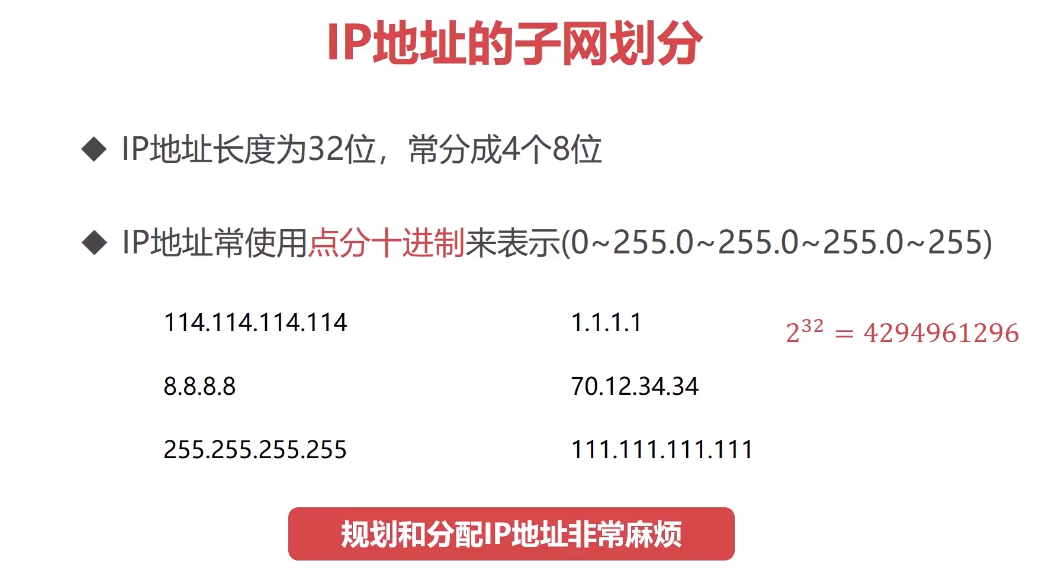 IP地址的子网划分
◆ IP地址长度为32位，常分成4个8位
◆ IP地址常使用点分十进制来表示(0~255.0~255.0~255.0~255)
114.114.114.114 1.1.1.1 2³² = 4294961296
8.8.8.8 70.12.34.34
255.255.255.255 111.111.111.111
规划和分配IP地址非常麻烦